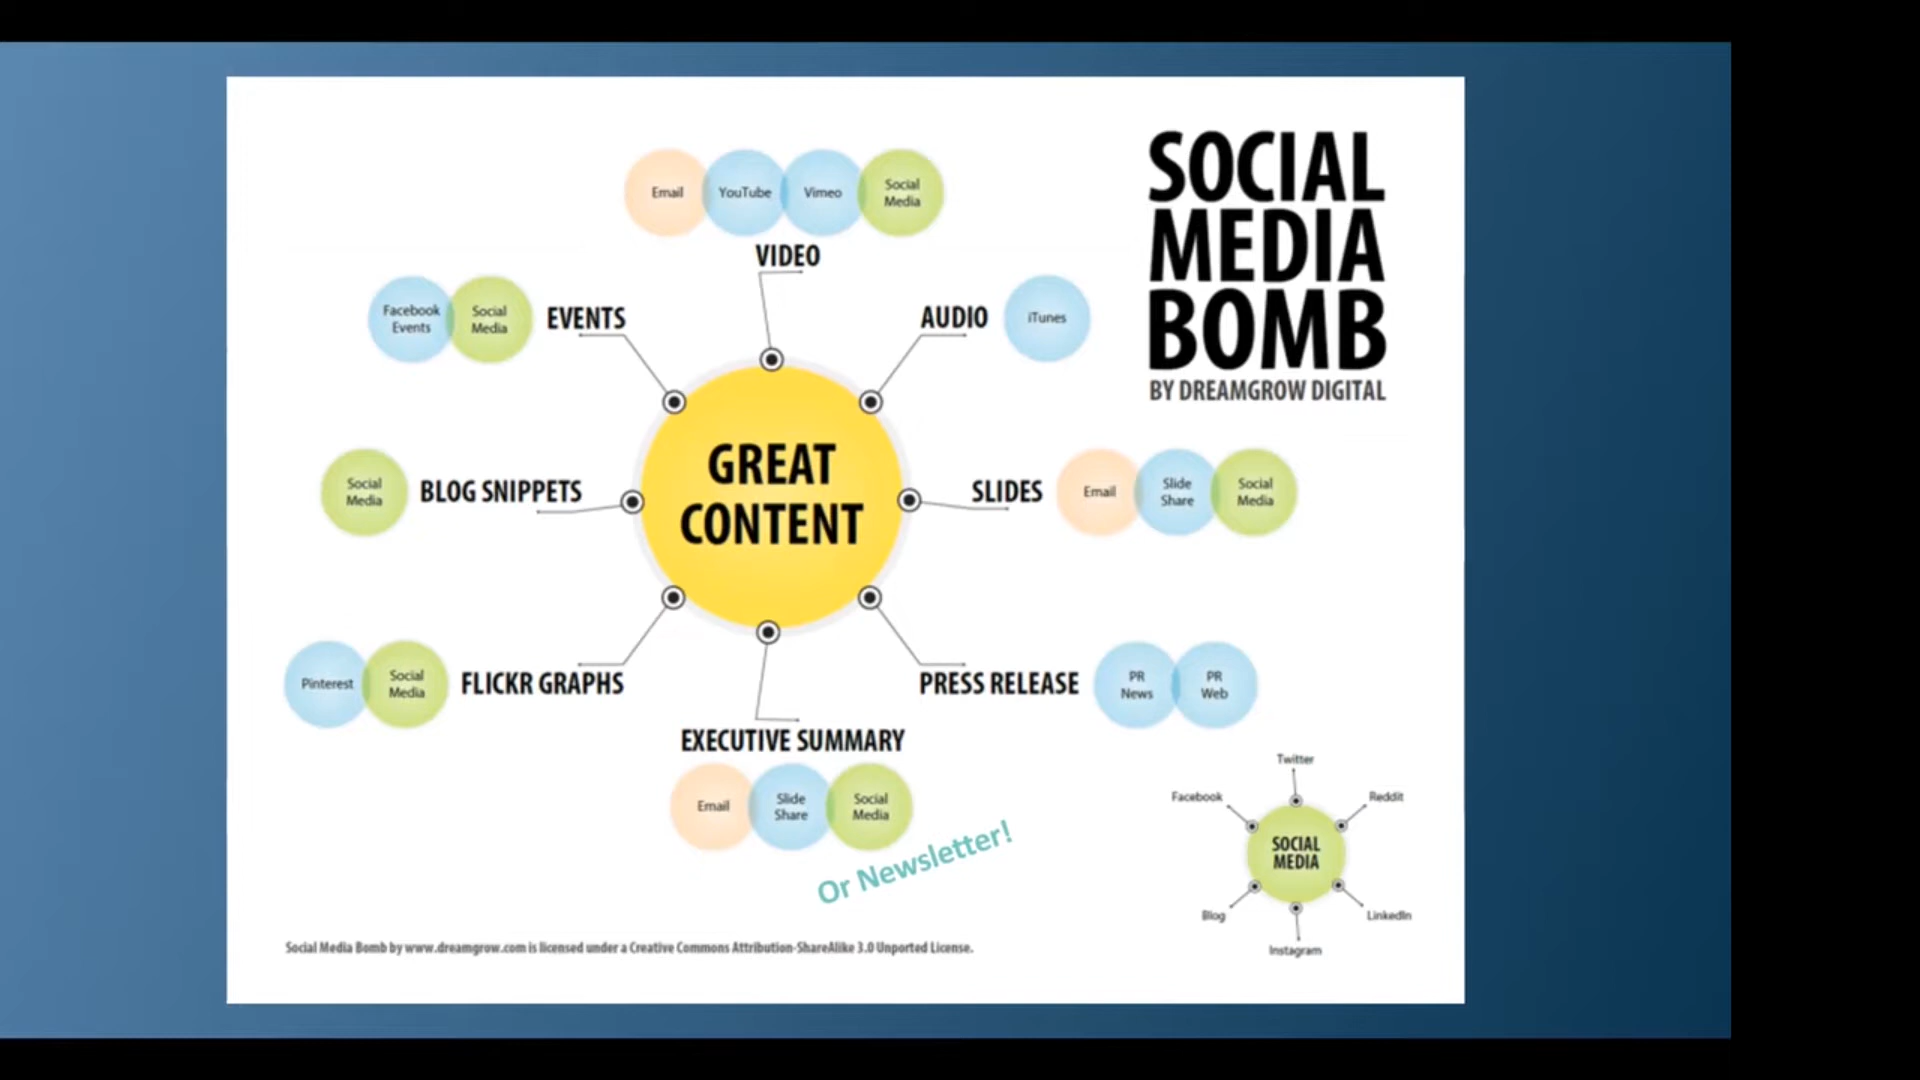 SOCIAL
MEDIA
BOMB
BY DREAMGROW DIGITAL
Email
YouTube
Vimeo
Social
Media
VIDEO
Facebook
Events
Social
Media
EVENTS
AUDIO
iTunes
GREAT
CONTENT
Social
Media
BLOG SNIPPETS
SLIDES
Email
Slide
Share
Social
Media
Pinterest
Social
Media
FLICKR GRAPHS
PRESS RELEASE
PR
News
PR
Web
EXECUTIVE SUMMARY
Email
Slide
Share
Social
Media
Or Newsletter!
Twitter
Facebook
Reddit
SOCIAL
MEDIA
Blog
LinkedIn
Instagram
Social Media Bomb by www.dreamgrow.com is licensed under a Creative Commons Attribution-ShareAlike 3.0 Unported License.